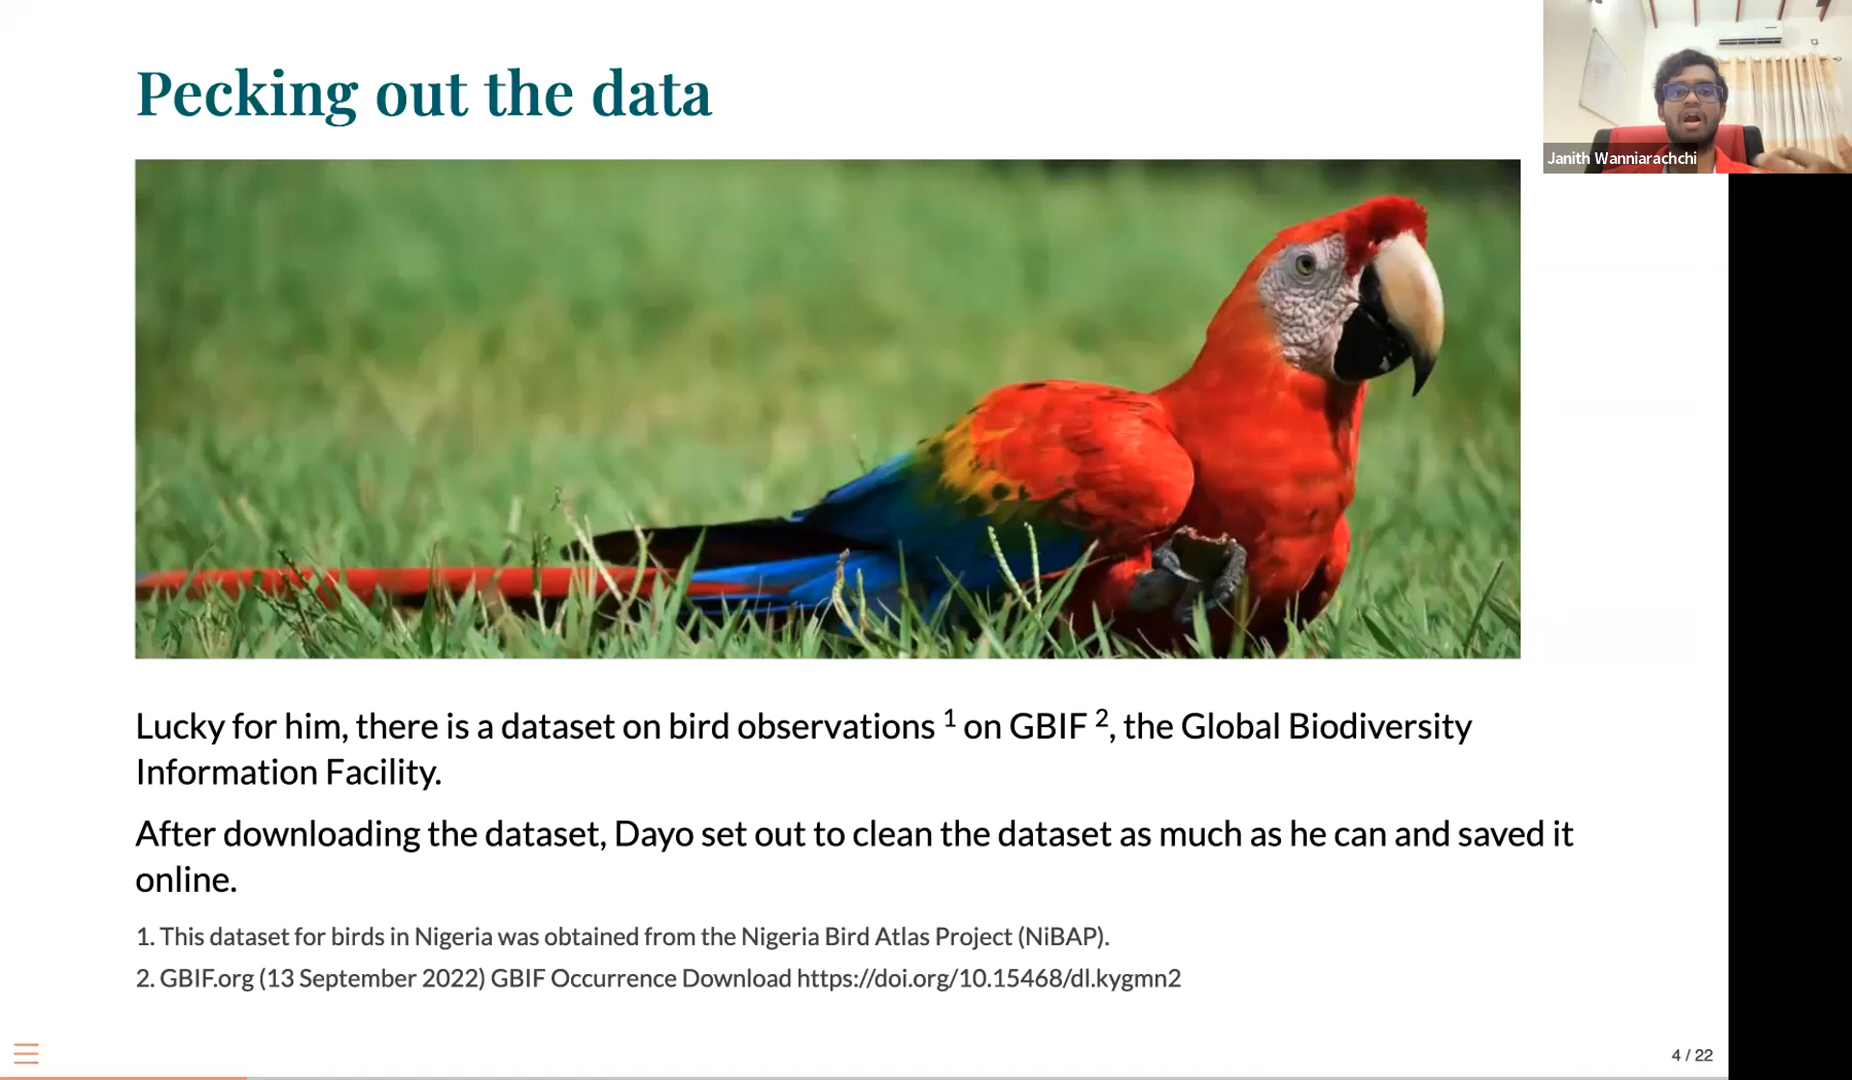 Pecking out the data
Janith Wanniarachchi
Lucky for him, there is a dataset on bird observations 1 on GBIF 2, the Global Biodiversity
Information Facility.
After downloading the dataset, Dayo set out to clean the dataset as much as he can and saved it
online.
1. This dataset for birds in Nigeria was obtained from the Nigeria Bird Atlas Project (NiBAP).
2. GBIF.org (13 September 2022) GBIF Occurrence Download https://doi.org/10.15468/dl.kygmn2
4 / 22